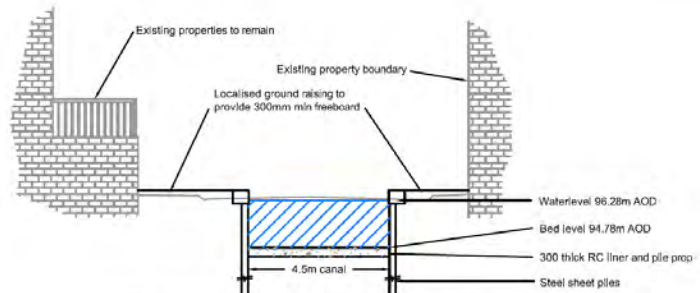 Existing properties to remain
Existing property boundary
Localised ground raising to
provide 300mm min freeboard
Waterlevel 96.28m AOD
Bed level 94.78m AOD
300 thick RC liner and pile prop
4.5m canal
Steel sheet piles